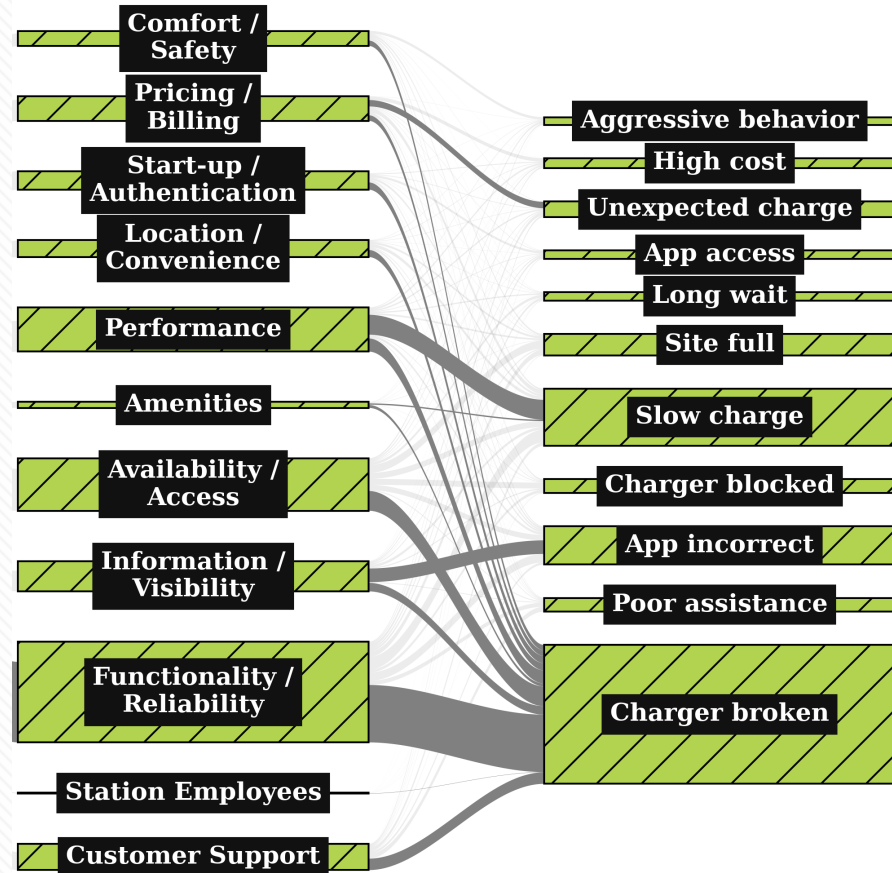 Comfort /
Safety
Pricing /
Billing
Start-up /
Authentication
Location /
Convenience
Performance
Amenities
Availability /
Access
Information /
Visibility
Functionality /
Reliability
Station Employees
Customer Support
Aggressive behavior
High cost
Unexpected charge
App access
Long wait
Site full
Slow charge
Charger blocked
App incorrect
Poor assistance
Charger broken